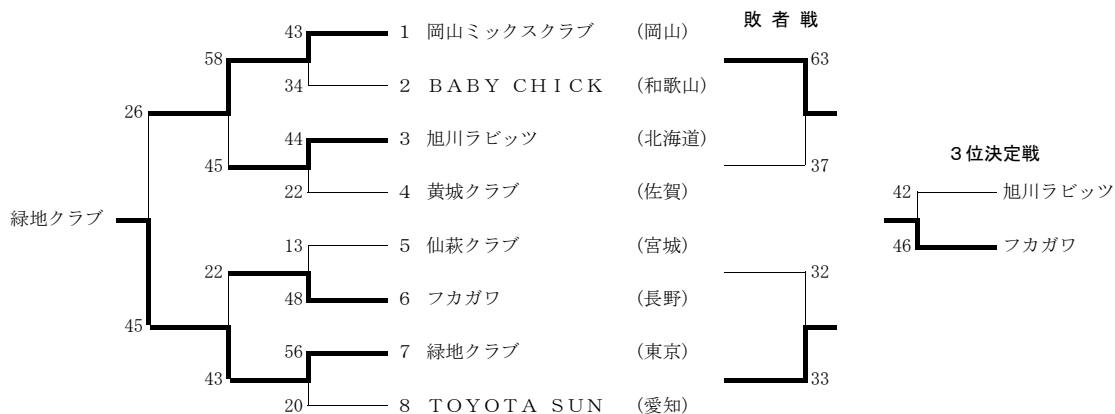 敗 者 戦
43 1 岡山ミックスクラブ （岡山）
58 63
34 2 ＢＡＢＹ ＣＨＩＣＫ （和歌山）
26
44 3 旭川ラビッツ （北海道）
３位決定戦
45 37
22 4 黄城クラブ （佐賀） 42 旭川ラビッツ
緑地クラブ
13 5 仙萩クラブ （宮城） 46 フカガワ
22 32
48 6 フカガワ （長野）
45
56 7 緑地クラブ （東京）
43 33
20 8 ＴＯＹＯＴＡ ＳＵＮ （愛知）